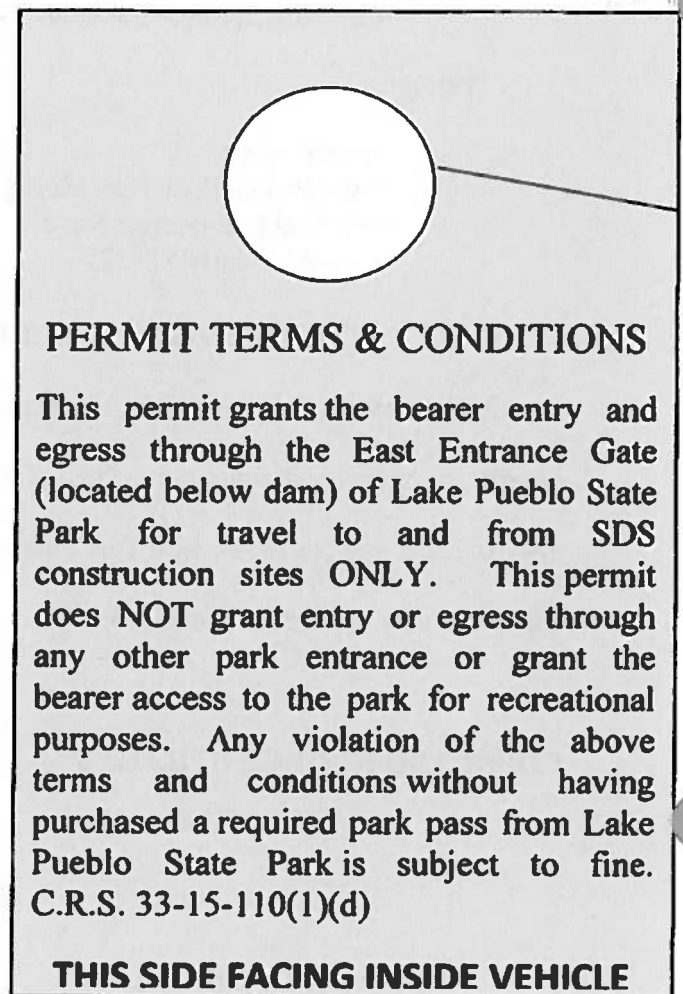 PERMIT TERMS & CONDITIONS
This permit grants the bearer entry and
egress through the East Entrance Gate
(located below dam) of Lake Pueblo State
Park for travel to and from SDS
construction sites ONLY. This permit
does NOT grant entry or egress through
any other park entrance or grant the
bearer access to the park for recreational
purposes. Any violation of the above
terms and conditions without having
purchased a required park pass from Lake
Pueblo State Park is subject to fine.
C.R.S. 33-15-110(1)(d)
THIS SIDE FACING INSIDE VEHICLE